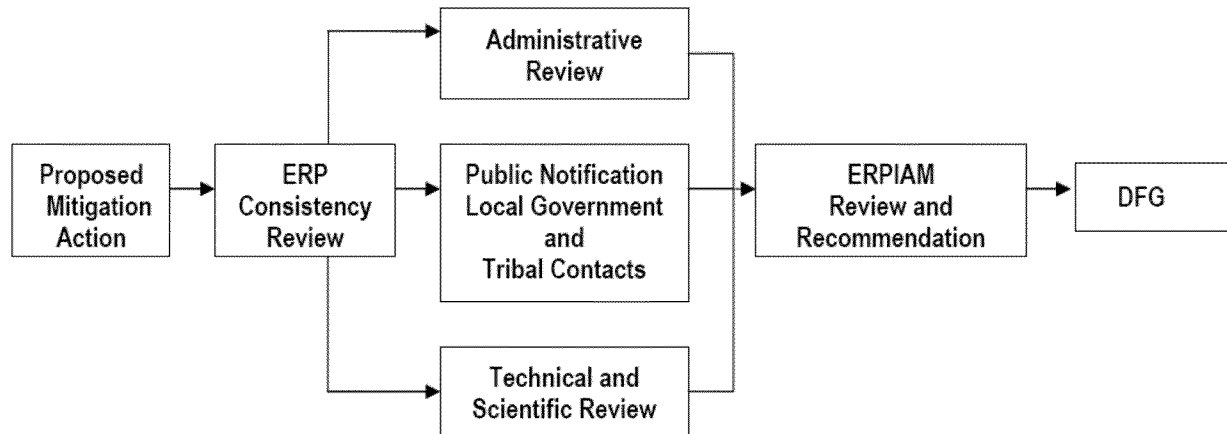 Proposed
Mitigation
Action
ERP
Consistency
Review
Administrative
Review
Public Notification
Local Government
and
Tribal Contacts
Technical and
Scientific Review
ERPIAM
Review and
Recommendation
DFG